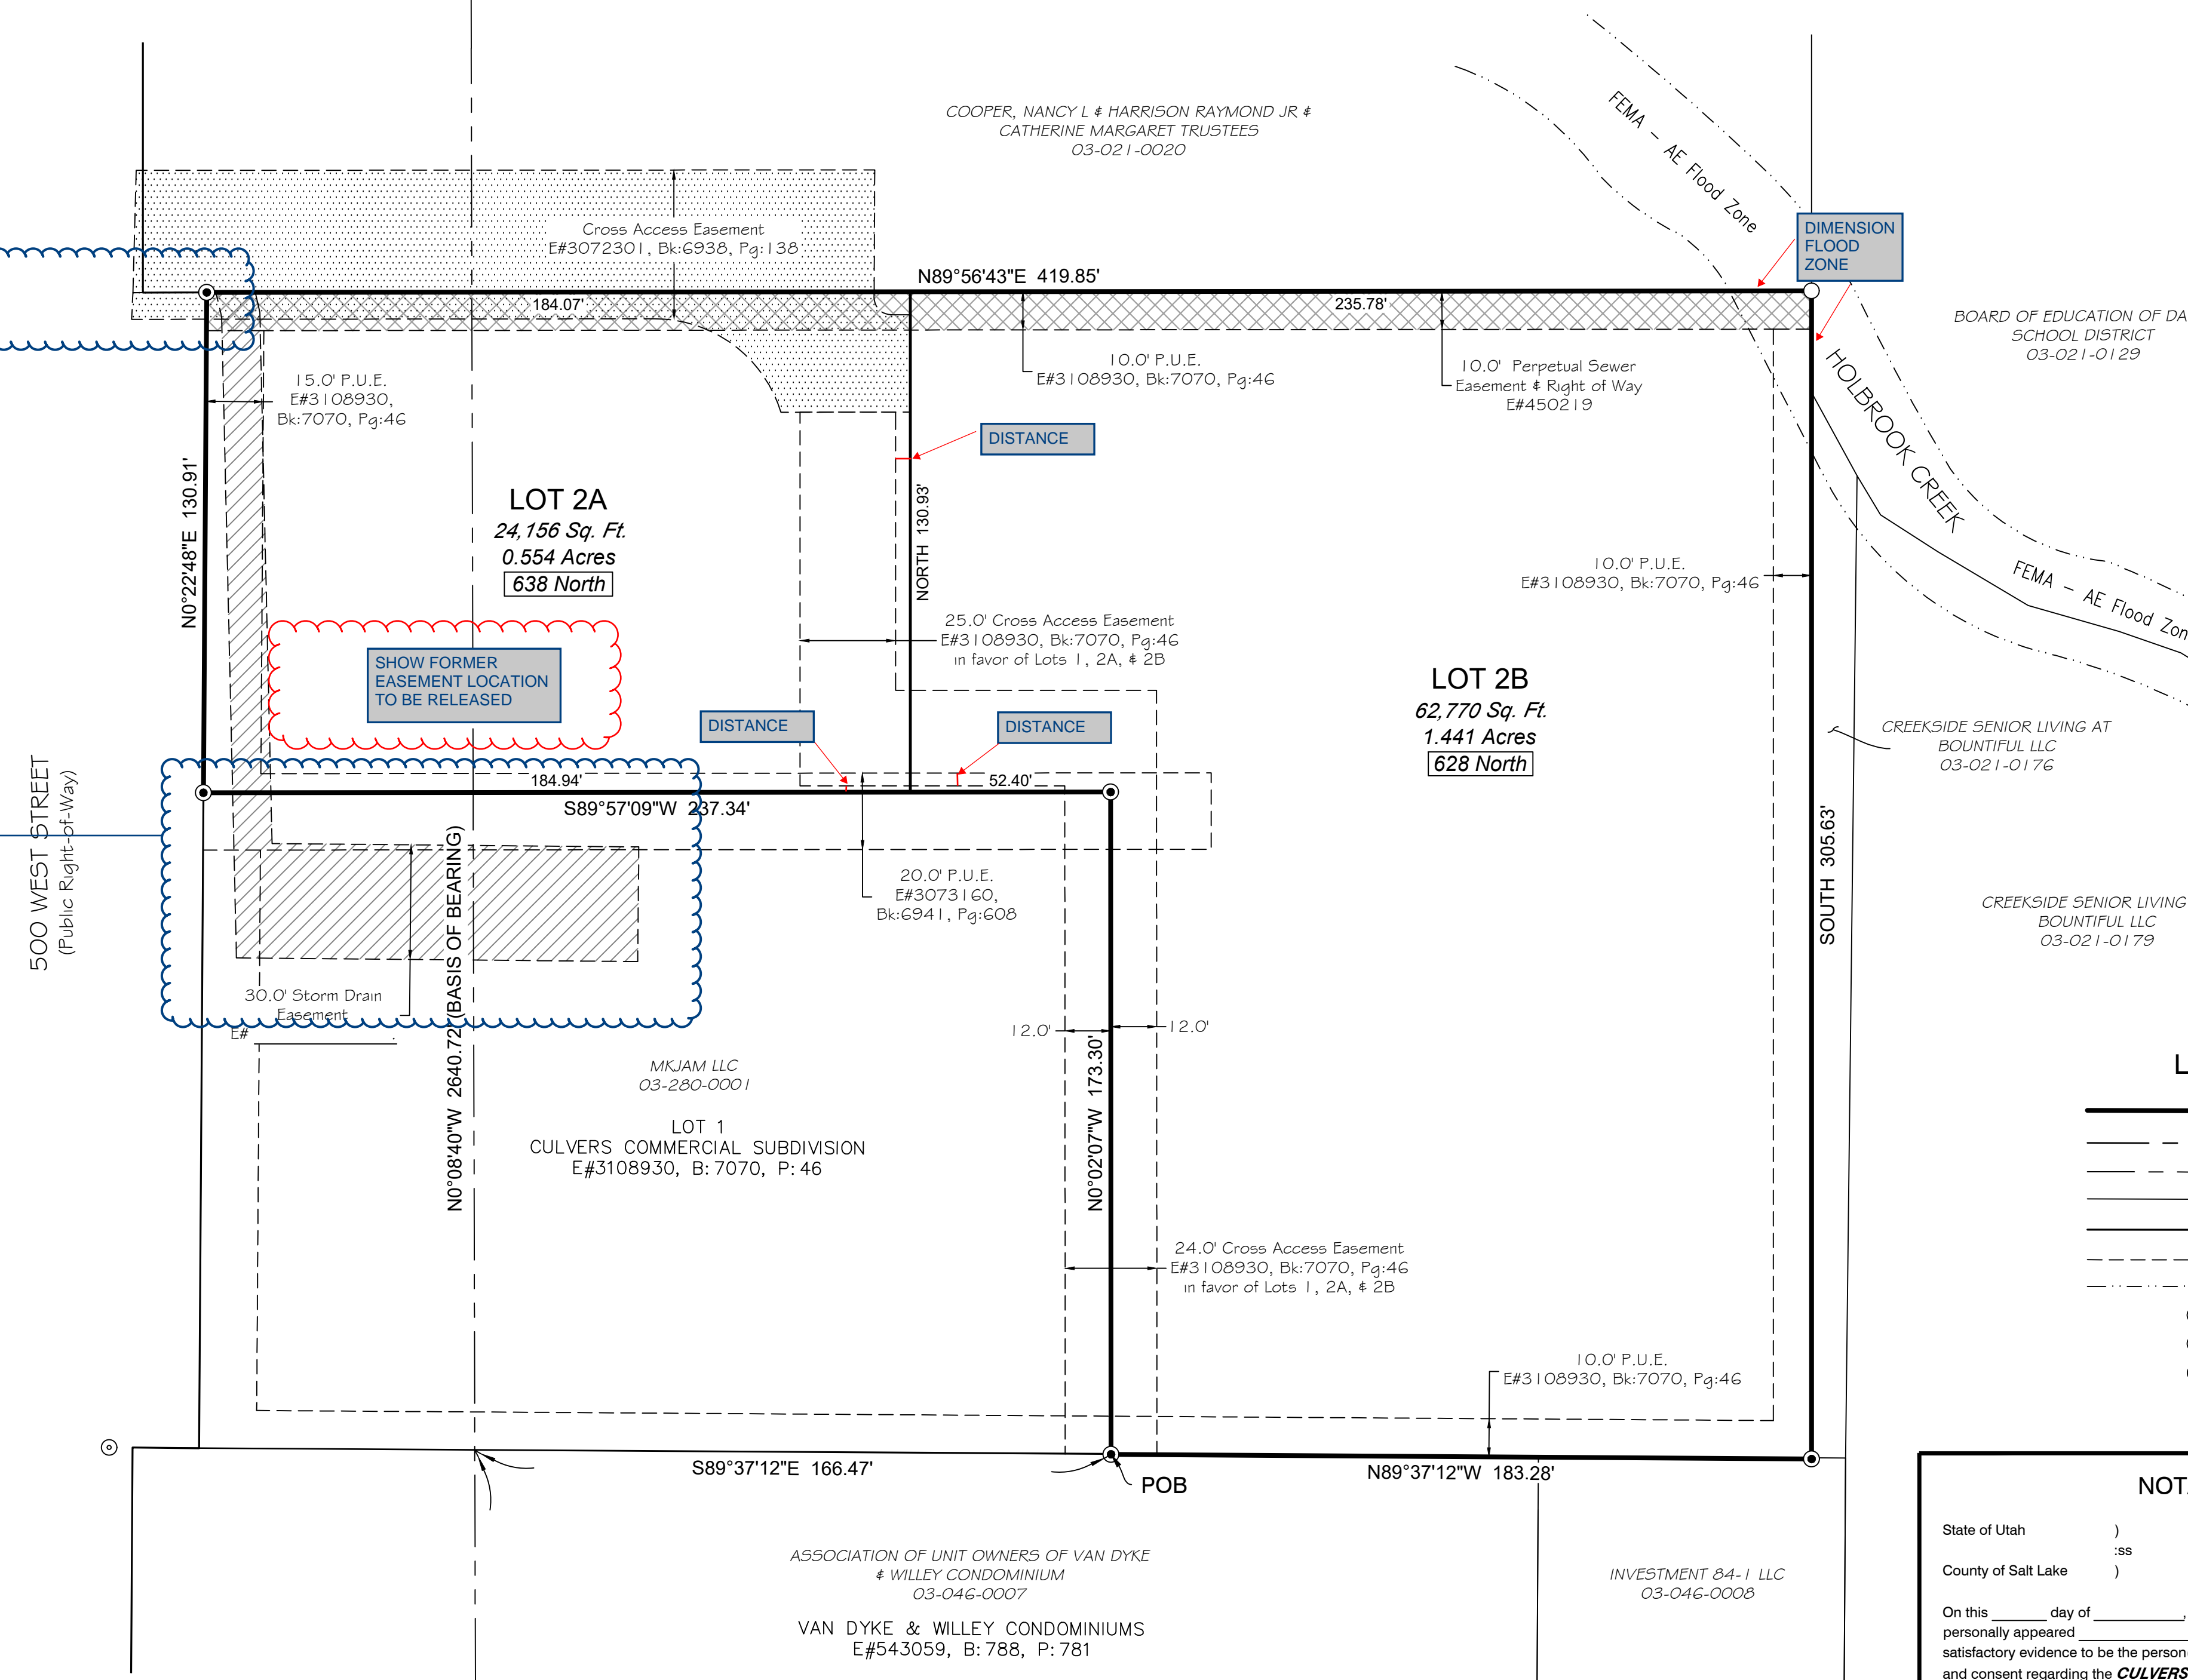 COOPER, NANCY L & HARRISON RAYMOND JR &
CATHERINE MARGARET TRUSTEES
03-021-0020
FEMA - AE Flood Zone
DIMENSION
FLOOD
ZONE
Cross Access Easement
E#3072301, Bk:6938, Pg:138
N89°56'43"E 419.85'
184.07'
235.78'
BOARD OF EDUCATION OF DA
SCHOOL DISTRICT
03-021-0129
15.0' P.U.E.
E#3108930,
Bk:7070, Pg:46
10.0' P.U.E.
E#3108930, Bk:7070, Pg:46
10.0' Perpetual Sewer
Easement & Right of Way
E#450219
HOLBROOK CREEK
DISTANCE
N0°22'48"E 130.91'
LOT 2A
24,156 Sq. Ft.
0.554 Acres
638 North
NORTH 130.93'
10.0' P.U.E.
E#3108930, Bk:7070, Pg:46
FEMA - AE Flood Zon
25.0' Cross Access Easement
E#3108930, Bk:7070, Pg:46
in favor of Lots 1, 2A, & 2B
SHOW FORMER
EASEMENT LOCATION
TO BE RELEASED
LOT 2B
62,770 Sq. Ft.
1.441 Acres
628 North
DISTANCE
DISTANCE
CREEKSIDE SENIOR LIVING AT
BOUNTIFUL LLC
03-021-0176
184.94'
52.40'
S89°57'09"W 237.34'
500 WEST STREET
(Public Right-of-Way)
SOUTH 305.63'
20.0' P.U.E.
E#3073160,
Bk:6941, Pg:608
CREEKSIDE SENIOR LIVING
BOUNTIFUL LLC
03-021-0179
30.0' Storm Drain
Easement
E#
N0°08'40"W 2640.72 (BASIS OF BEARING)
12.0'
12.0'
N0°02'07"W 173.30'
MKJAM LLC
03-280-0001
LOT 1
CULVERS COMMERCIAL SUBDIVISION
E#3108930, B: 7070, P: 46
L
24.0' Cross Access Easement
E#3108930, Bk:7070, Pg:46
in favor of Lots 1, 2A, & 2B
10.0' P.U.E.
E#3108930, Bk:7070, Pg:46
S89°37'12"E 166.47'
POB
N89°37'12"W 183.28'
ASSOCIATION OF UNIT OWNERS OF VAN DYKE
& WILLEY CONDOMINIUM
03-046-0007
VAN DYKE & WILLEY CONDOMINIUMS
E#543059, B: 788, P: 781
INVESTMENT 84-1 LLC
03-046-0008
NOT
State of Utah )
:ss
County of Salt Lake )
On this ______ day of __________,
personally appeared ____________
satisfactory evidence to be the person
and consent regarding the CULVERS